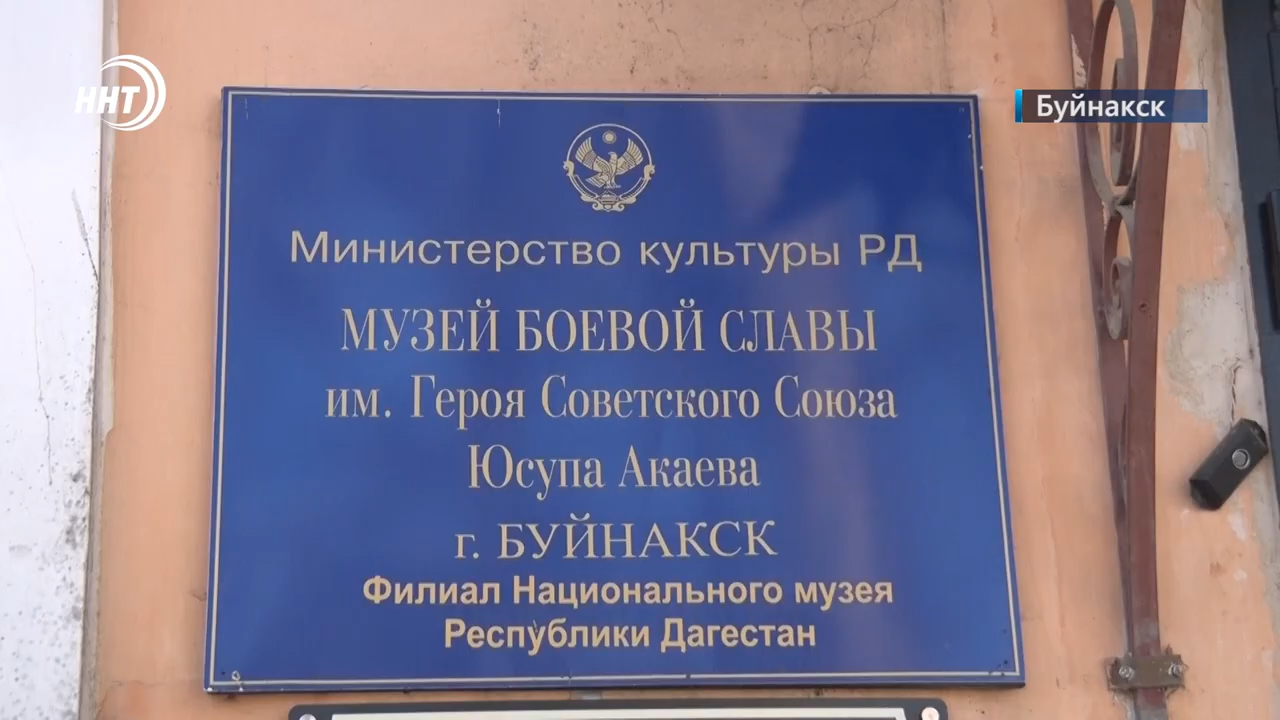 ННТ
Буйнакск
Министерство культуры РД
МУЗЕЙ БОЕВОЙ СЛАВЫ
им. Героя Советского Союза
Юсупа Акаева
г. БУЙНАКСК
Филиал Национального музея
Республики Дагестан